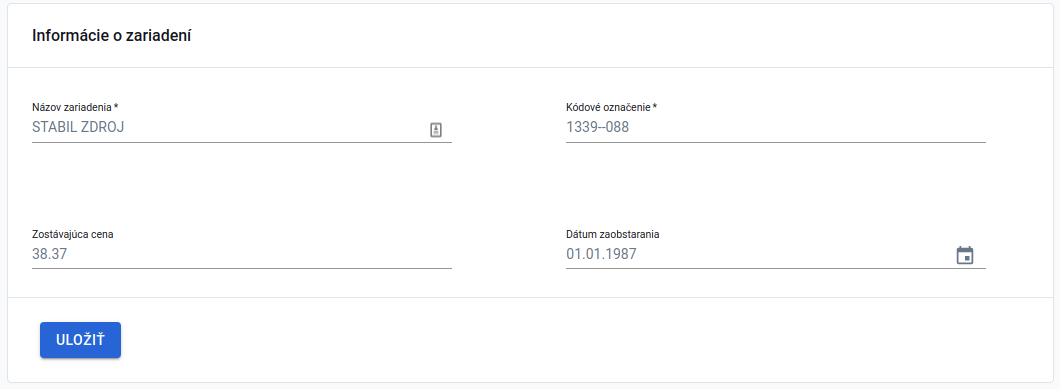 Informácie o zariadení
Názov zariadenia *
STABIL ZDROJ
Kódové označenie *
1339--088
Zostávajúca cena
38.37
Dátum zaobstarania
01.01.1987
ULOŽIŤ